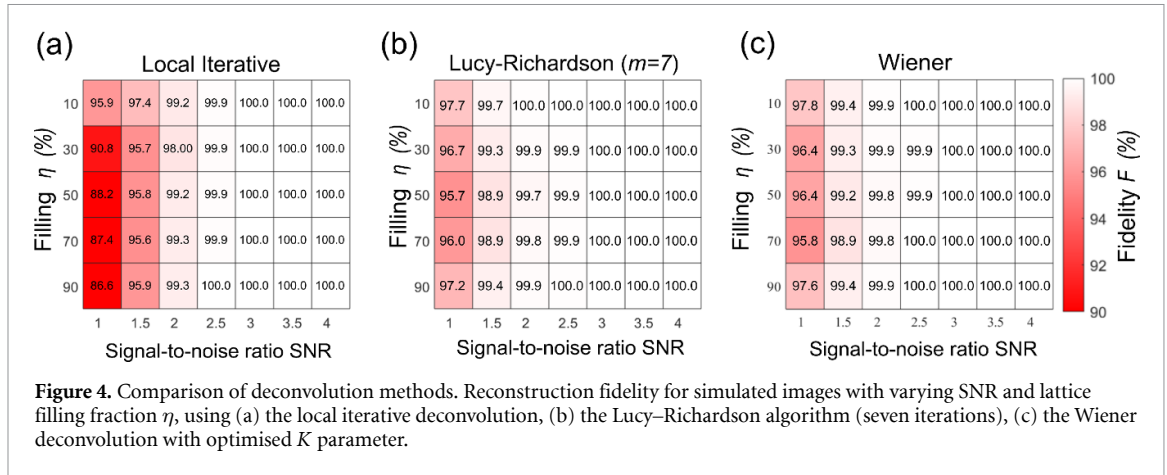 (a)
Local Iterative
Filling η (%)
10 95.9 97.4 99.2 99.9 100.0 100.0 100.0
30 90.8 95.7 98.00 99.9 100.0 100.0 100.0
50 88.2 95.8 99.2 99.9 100.0 100.0 100.0
70 87.4 95.6 99.3 99.9 100.0 100.0 100.0
90 86.6 95.9 99.3 100.0 100.0 100.0 100.0
1 1.5 2 2.5 3 3.5 4
Signal-to-noise ratio SNR
(b)
Lucy-Richardson (m=7)
Filling η (%)
10 97.7 99.7 100.0 100.0 100.0 100.0 100.0
30 96.7 99.3 99.9 99.9 100.0 100.0 100.0
50 95.7 98.9 99.7 99.9 100.0 100.0 100.0
70 96.0 98.9 99.8 99.9 100.0 100.0 100.0
90 97.2 99.4 99.9 100.0 100.0 100.0 100.0
1 1.5 2 2.5 3 3.5 4
Signal-to-noise ratio SNR
(c)
Wiener
Filling η (%)
10 97.8 99.4 99.9 100.0 100.0 100.0 100.0
30 96.4 99.3 99.9 99.9 100.0 100.0 100.0
50 96.4 99.2 99.8 99.9 100.0 100.0 100.0
70 95.8 98.9 99.8 100.0 100.0 100.0 100.0
90 97.6 99.4 99.9 100.0 100.0 100.0 100.0
1 1.5 2 2.5 3 3.5 4
Signal-to-noise ratio SNR
100
98
96
94
92
90
Fidelity F (%)
Figure 4. Comparison of deconvolution methods. Reconstruction fidelity for simulated images with varying SNR and lattice
filling fraction η, using (a) the local iterative deconvolution, (b) the Lucy–Richardson algorithm (seven iterations), (c) the Wiener
deconvolution with optimised K parameter.